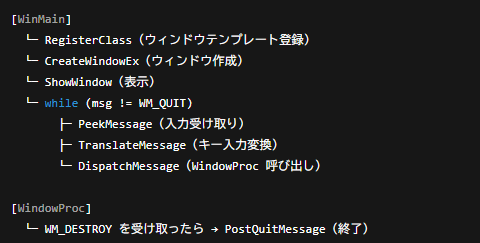 [WinMain]
└─ RegisterClass（ウィンドウテンプレート登録）
└─ CreateWindowEx（ウィンドウ作成）
└─ ShowWindow（表示）
└─ while (msg != WM_QUIT)
├─ PeekMessage（入力受け取り）
├─ TranslateMessage（キー入力変換）
└─ DispatchMessage（WindowProc 呼び出し）
[WindowProc]
└─ WM_DESTROY を受け取ったら → PostQuitMessage（終了）